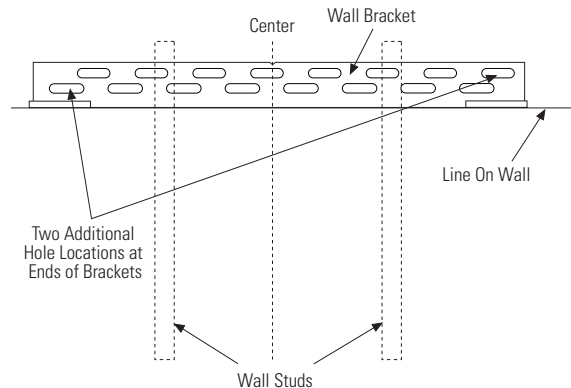 Center
Wall Bracket
Line On Wall
Two Additional
Hole Locations at
Ends of Brackets
Wall Studs